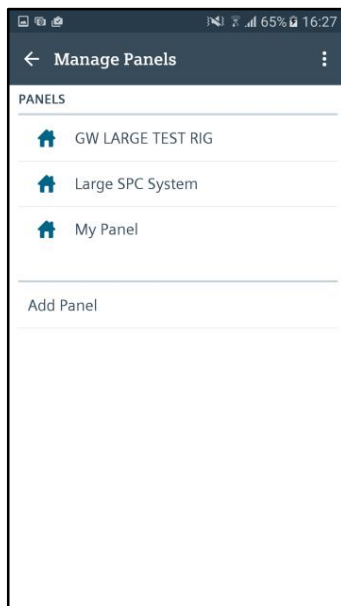 65% 16:27
Manage Panels
PANELS
GW LARGE TEST RIG
Large SPC System
My Panel
Add Panel